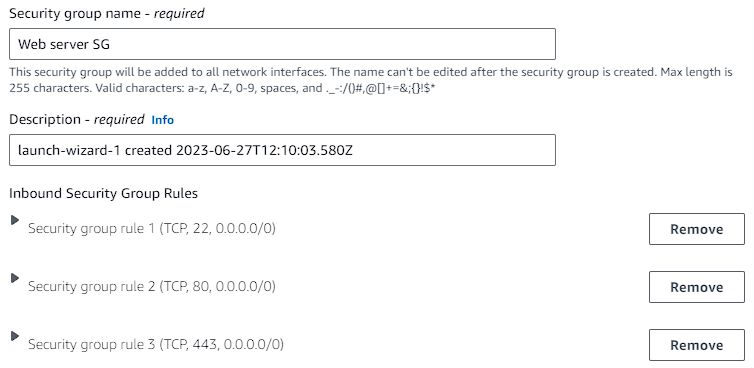 Security group name - required
Web server SG
This security group will be added to all network interfaces. The name can't be edited after the security group is created. Max length is
255 characters. Valid characters: a-z, A-Z, 0-9, spaces, and ._-:/()#,@[]+=&;{}!$*
Description - required Info
launch-wizard-1 created 2023-06-27T12:10:03.580Z
Inbound Security Group Rules
Security group rule 1 (TCP, 22, 0.0.0.0/0) Remove
Security group rule 2 (TCP, 80, 0.0.0.0/0) Remove
Security group rule 3 (TCP, 443, 0.0.0.0/0) Remove